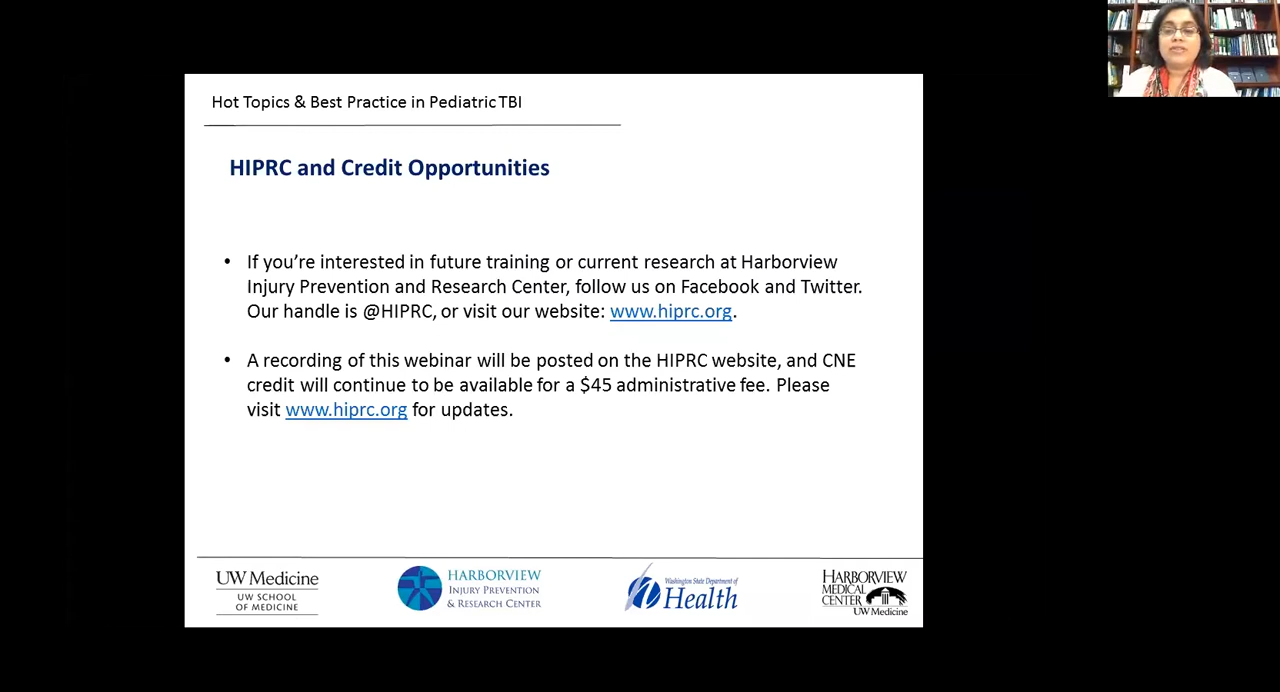 Hot Topics & Best Practice in Pediatric TBI
HIPRC and Credit Opportunities
• If you’re interested in future training or current research at Harborview
Injury Prevention and Research Center, follow us on Facebook and Twitter.
Our handle is @HIPRC, or visit our website: www.hiprc.org.
• A recording of this webinar will be posted on the HIPRC website, and CNE
credit will continue to be available for a $45 administrative fee. Please
visit www.hiprc.org for updates.
UW Medicine
UW SCHOOL
OF MEDICINE
HARBORVIEW
INJURY PREVENTION
& RESEARCH CENTER
Washington State Department of
Health
HARBORVIEW
MEDICAL
CENTER
UW Medicine